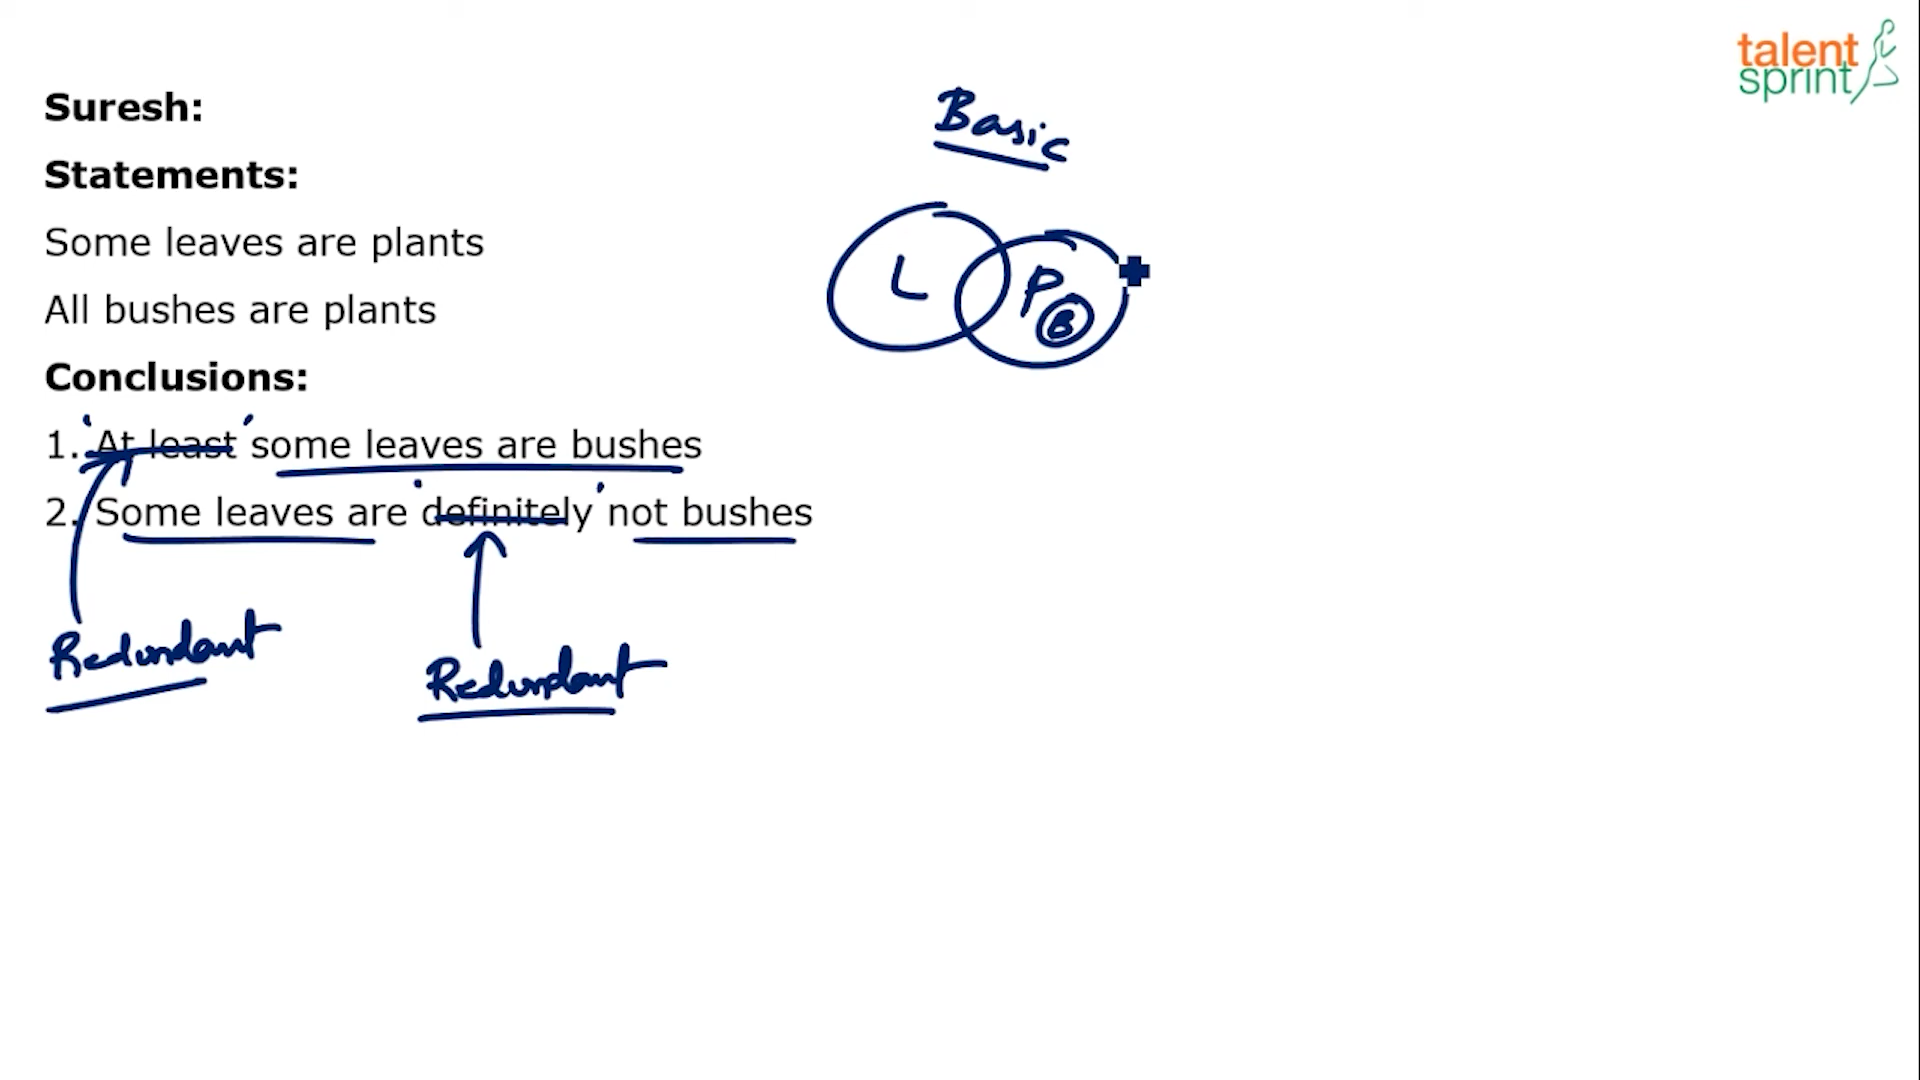 talent
sprint
Suresh:
Basic
Statements:
Some leaves are plants
L P
All bushes are plants
B
Conclusions:
1. 'At least' some leaves are bushes
2. Some leaves are 'definitely' not bushes
Redundant
Redundant